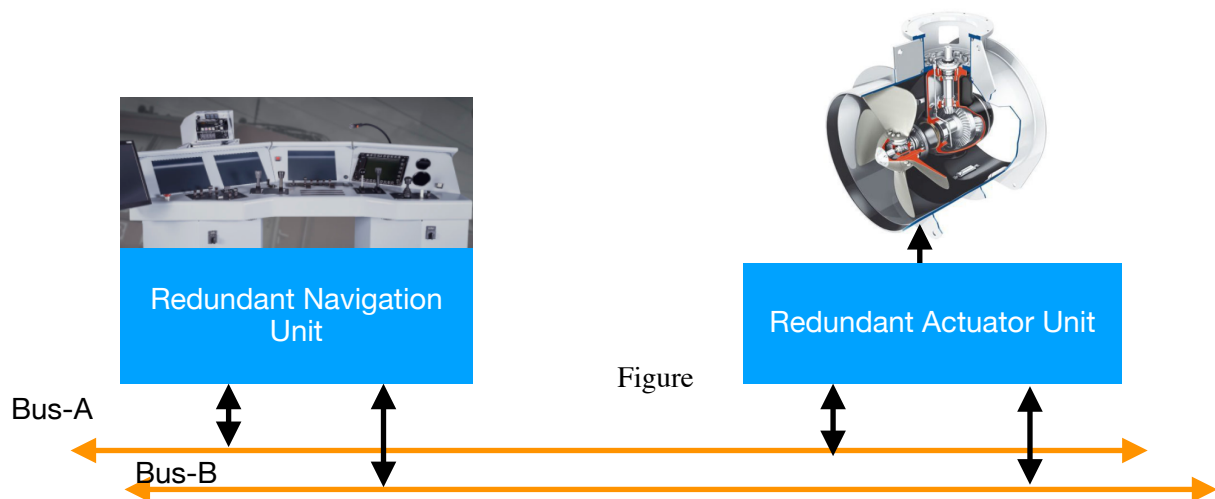 Redundant Navigation
Unit
Redundant Actuator Unit
Figure
Bus-A
Bus-B